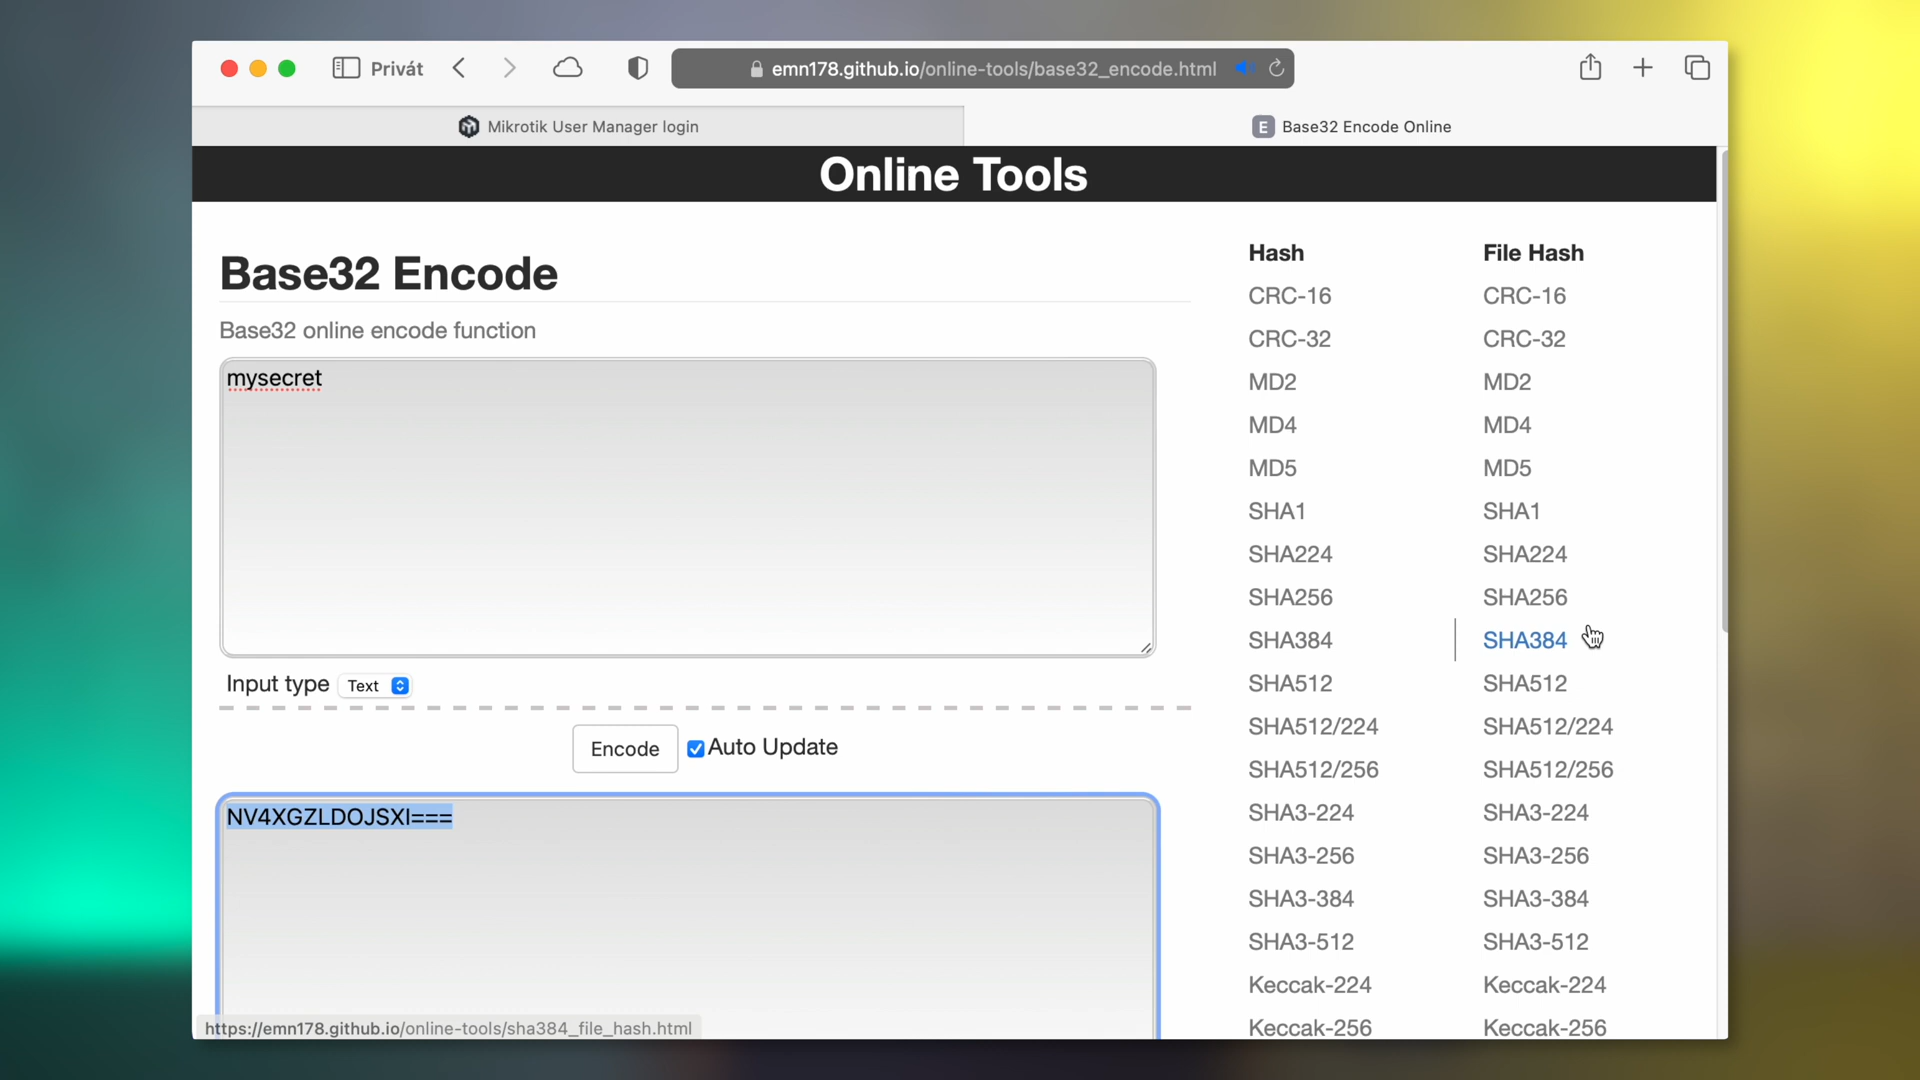 Privát
emn178.github.io/online-tools/base32_encode.html
Mikrotik User Manager login
E Base32 Encode Online
Online Tools
Base32 Encode
Base32 online encode function
mysecret
Input type Text
Encode Auto Update
NV4XGZLDOJSXI===
https://emn178.github.io/online-tools/sha384_file_hash.html
Hash
CRC-16
CRC-32
MD2
MD4
MD5
SHA1
SHA224
SHA256
SHA384
SHA512
SHA512/224
SHA512/256
SHA3-224
SHA3-256
SHA3-384
SHA3-512
Keccak-224
Keccak-256
File Hash
CRC-16
CRC-32
MD2
MD4
MD5
SHA1
SHA224
SHA256
SHA384
SHA512
SHA512/224
SHA512/256
SHA3-224
SHA3-256
SHA3-384
SHA3-512
Keccak-224
Keccak-256